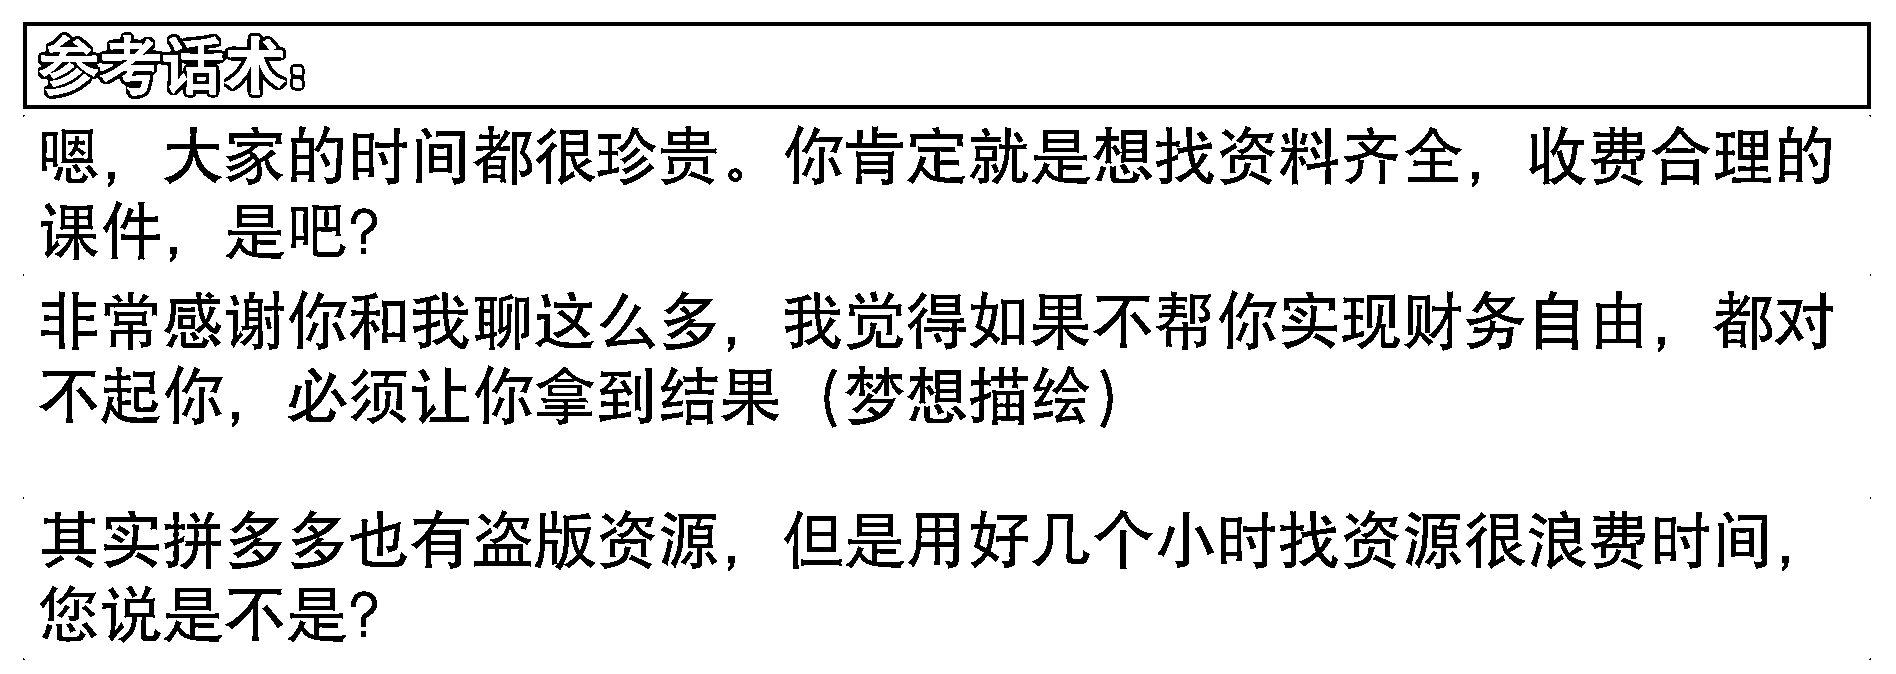 参考话术：
嗯，大家的时间都很珍贵。你肯定就是想找资料齐全，收费合理的
课件，是吧？
非常感谢你和我聊这么多，我觉得如果不帮你实现财务自由，都对
不起你，必须让你拿到结果（梦想描绘）
其实拼多多也有盗版资源，但是用好几个小时找资源很浪费时间，
您说是不是？